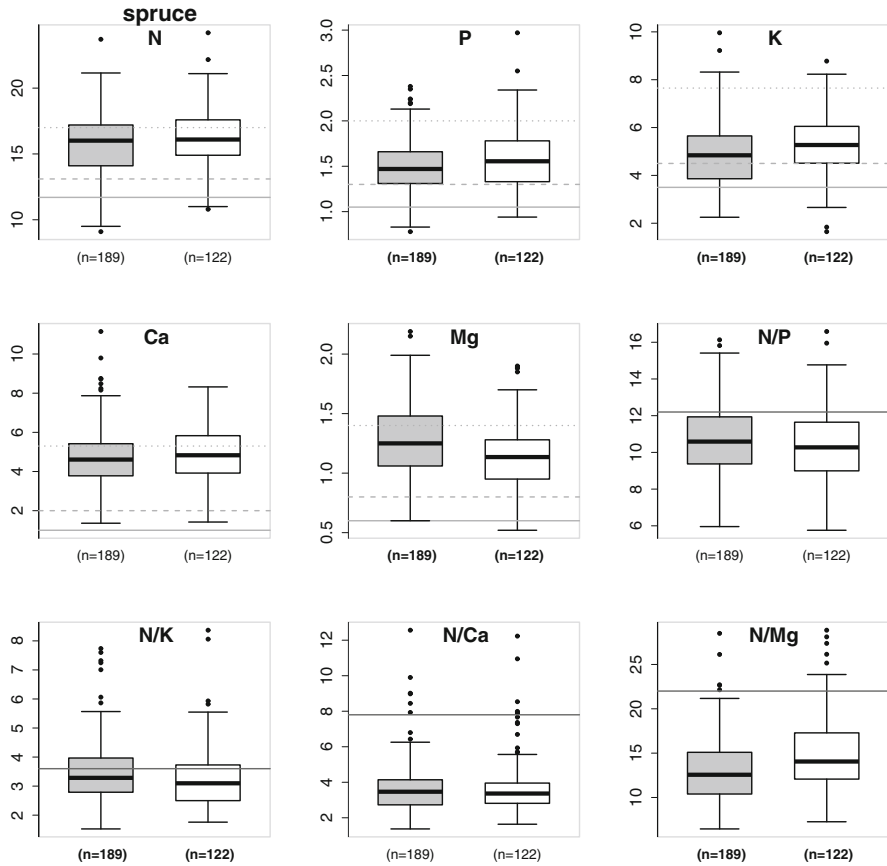 spruce
N
P
K
20
15
10
3.0
2.5
2.0
1.5
1.0
10
8
6
4
2
(n=189)
(n=122)
(n=189)
(n=122)
(n=189)
(n=122)
Ca
Mg
N/P
10
8
6
4
2
2.0
1.5
1.0
0.5
16
14
12
10
8
6
(n=189)
(n=122)
(n=189)
(n=122)
(n=189)
(n=122)
N/K
N/Ca
N/Mg
8
7
6
5
4
3
2
12
10
8
6
4
2
25
20
15
10
(n=189)
(n=122)
(n=189)
(n=122)
(n=189)
(n=122)